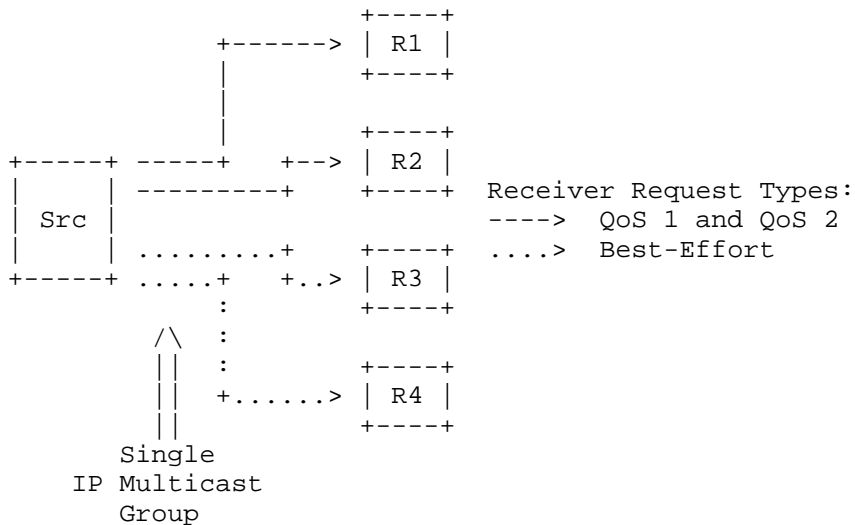 R1
R2
Receiver Request Types:
Src
----> QoS 1 and QoS 2
....> Best-Effort
R3
R4
Single
IP Multicast
Group